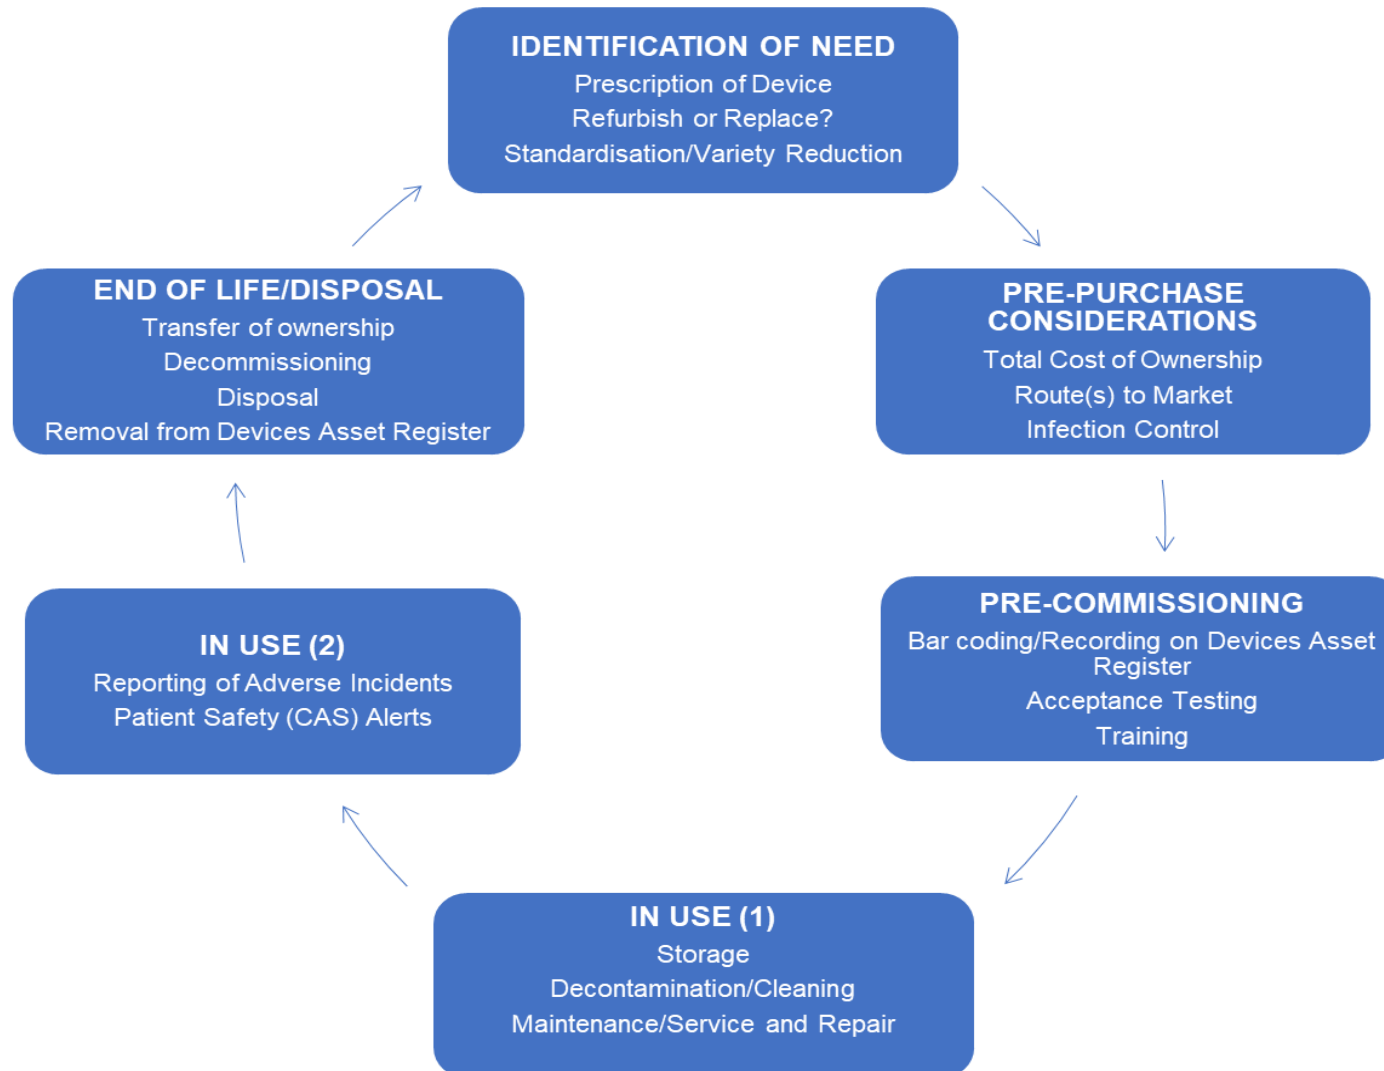 IDENTIFICATION OF NEED
Prescription of Device
Refurbish or Replace?
Standardisation/Variety Reduction
PRE-PURCHASE
CONSIDERATIONS
Total Cost of Ownership
Route(s) to Market
Infection Control
PRE-COMMISSIONING
Bar coding/Recording on Devices Asset
Register
Acceptance Testing
Training
IN USE (1)
Storage
Decontamination/Cleaning
Maintenance/Service and Repair
IN USE (2)
Reporting of Adverse Incidents
Patient Safety (CAS) Alerts
END OF LIFE/DISPOSAL
Transfer of ownership
Decommissioning
Disposal
Removal from Devices Asset Register